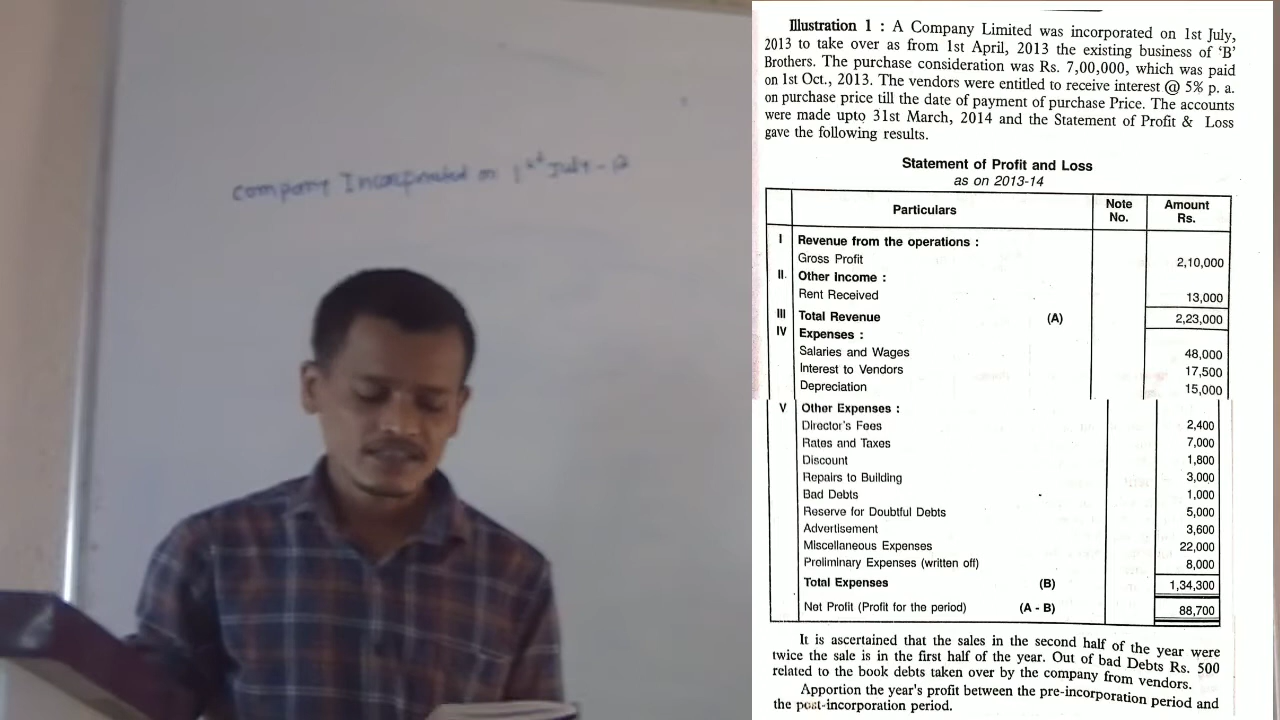 Company Incorporated on 1st July - 13
Illustration 1 : A Company Limited was incorporated on 1st July,
2013 to take over as from 1st April, 2013 the existing business of ‘B’
Brothers. The purchase consideration was Rs. 7,00,000, which was paid
on 1st Oct., 2013. The vendors were entitled to receive interest @ 5% p. a.
on purchase price till the date of payment of purchase Price. The accounts
were made upto 31st March, 2014 and the Statement of Profit & Loss
gave the following results.
Statement of Profit and Loss
as on 2013-14
Particulars Note No. Amount Rs.
I Revenue from the operations :
Gross Profit 2,10,000
II. Other Income :
Rent Received 13,000
III Total Revenue (A) 2,23,000
IV Expenses :
Salaries and Wages 48,000
Interest to Vendors 17,500
Depreciation 15,000
V Other Expenses :
Director's Fees 2,400
Rates and Taxes 7,000
Discount 1,800
Repairs to Building 3,000
Bad Debts 1,000
Reserve for Doubtful Debts 5,000
Advertisement 3,600
Miscellaneous Expenses 22,000
Preliminary Expenses (written off) 8,000
Total Expenses (B) 1,34,300
Net Profit (Profit for the period) (A - B) 88,700
It is ascertained that the sales in the second half of the year were
twice the sale is in the first half of the year. Out of bad Debts Rs. 500
related to the book debts taken over by the company from vendors.
Apportion the year's profit between the pre-incorporation period and
the post-incorporation period.